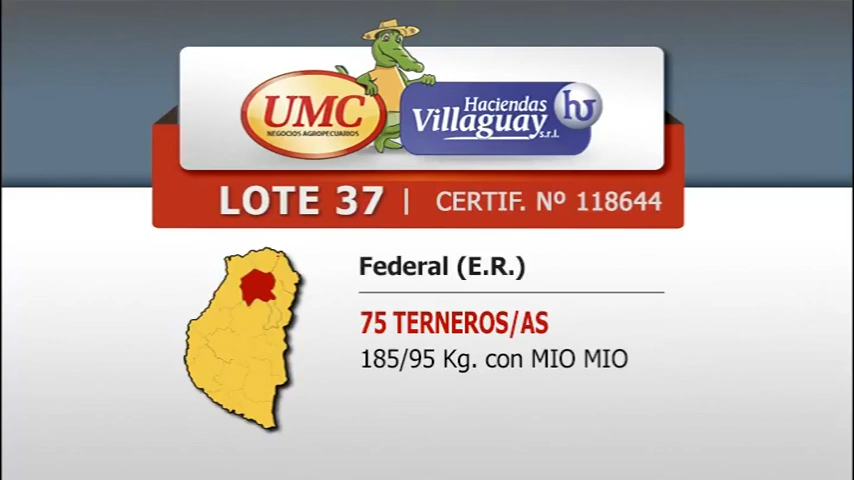 UMC
NEGOCIOS AGROPECUARIOS
Haciendas
Villaguay s.r.l.
hv
LOTE 37 | CERTIF. Nº 118644
Federal (E.R.)
75 TERNEROS/AS
185/95 Kg. con MIO MIO